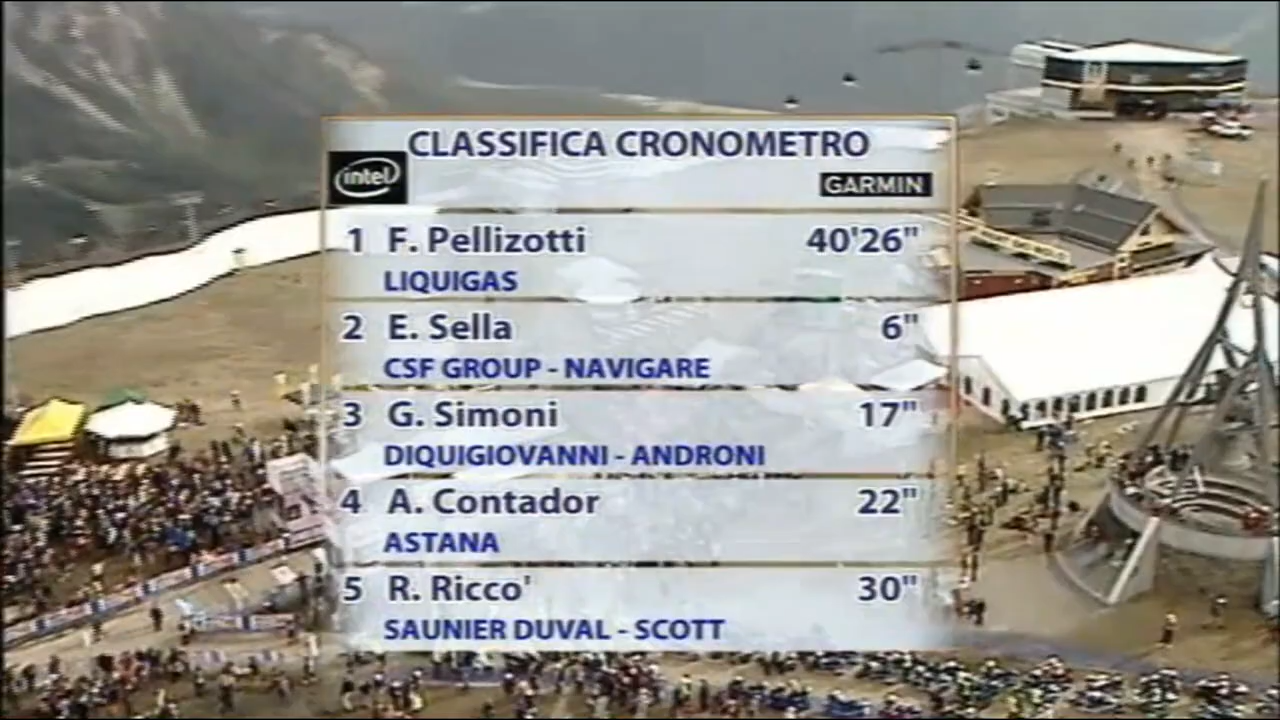 CLASSIFICA CRONOMETRO
intel
GARMIN
1 F. Pellizotti 40'26"
LIQUIGAS
2 E. Sella 6"
CSF GROUP - NAVIGARE
3 G. Simoni 17"
DIQUIGIOVANNI - ANDRONI
4 A. Contador 22"
ASTANA
5 R. Ricco' 30"
SAUNIER DUVAL - SCOTT